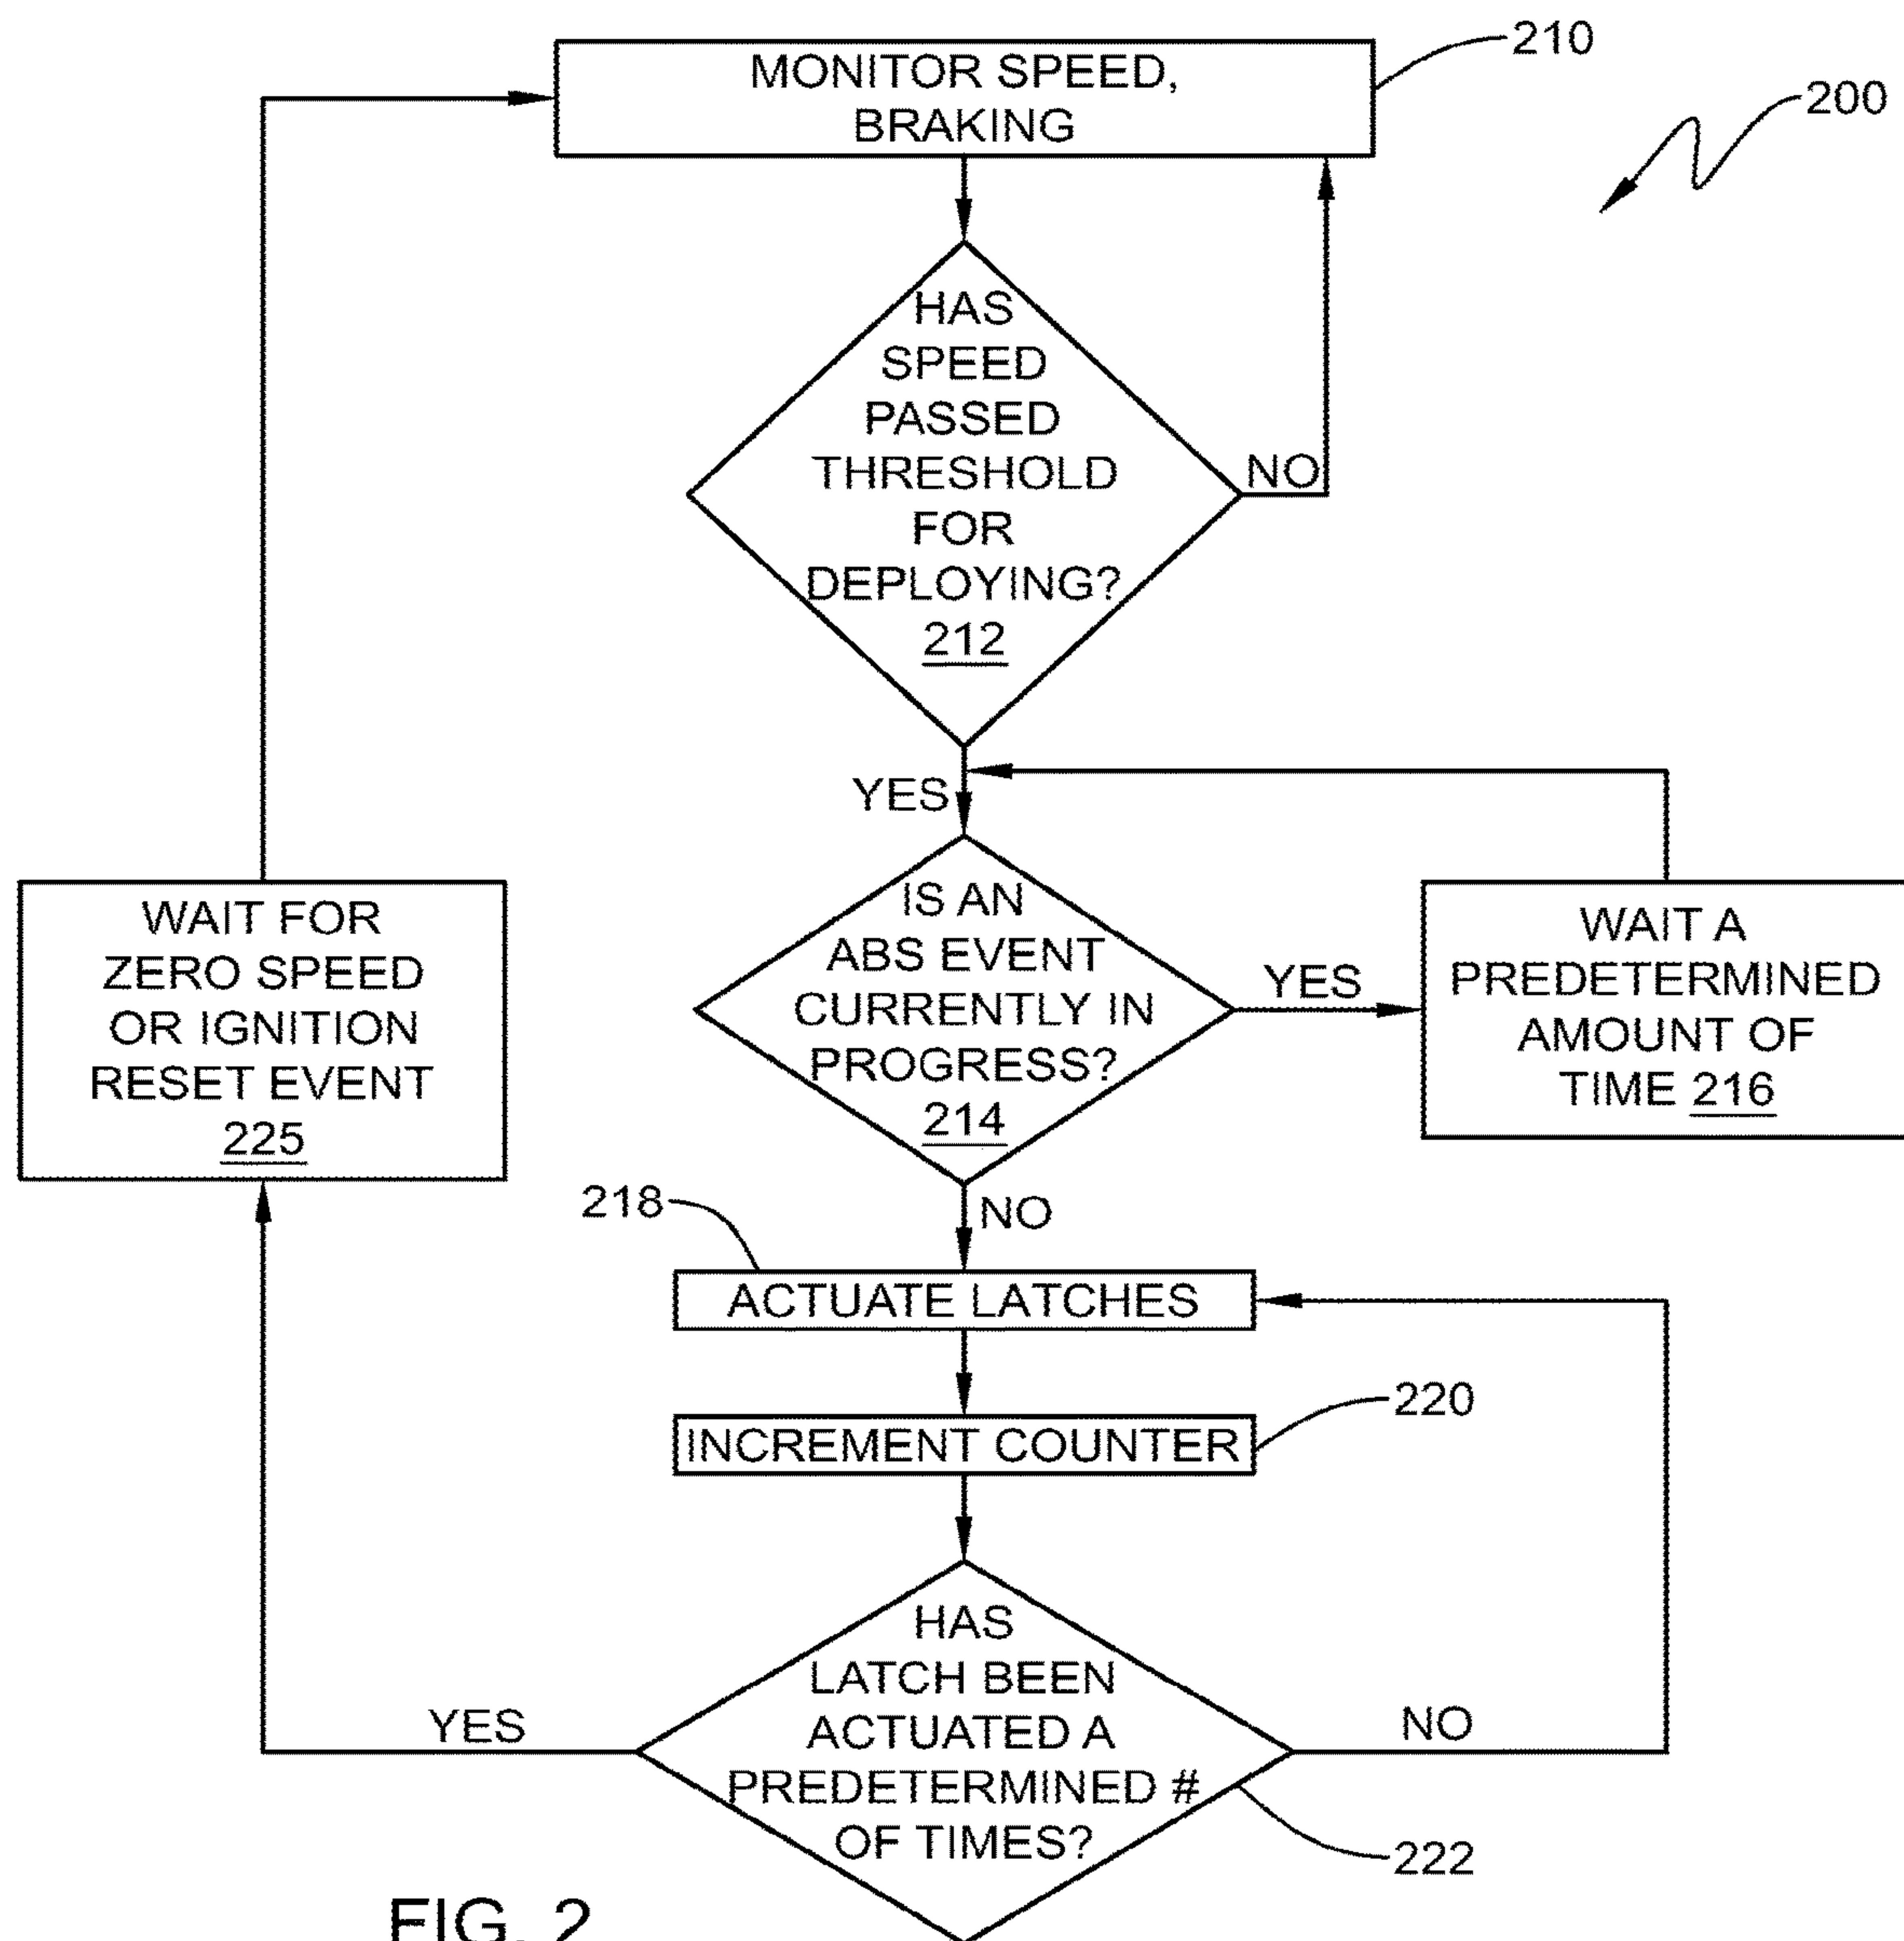 MONITOR SPEED,
BRAKING
210
200
HAS
SPEED
PASSED
THRESHOLD
FOR
DEPLOYING?
212
NO
YES
IS AN
ABS EVENT
CURRENTLY IN
PROGRESS?
214
YES
WAIT A
PREDETERMINED
AMOUNT OF
TIME 216
WAIT FOR
ZERO SPEED
OR IGNITION
RESET EVENT
225
NO
218
ACTUATE LATCHES
INCREMENT COUNTER
220
HAS
LATCH BEEN
ACTUATED A
PREDETERMINED #
OF TIMES?
YES
NO
222
FIG. 2